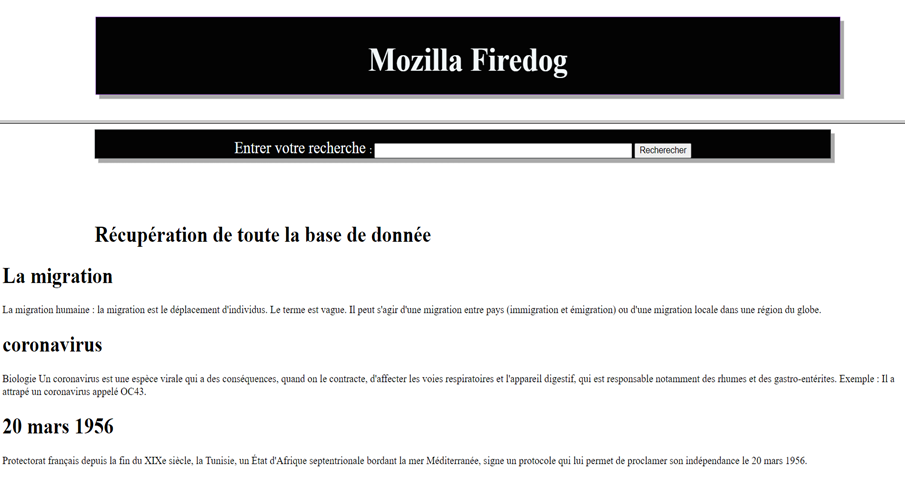 Mozilla Firedog
Entrer votre recherche : Recherecher
Récupération de toute la base de donnée
La migration
La migration humaine : la migration est le déplacement d'individus. Le terme est vague. Il peut s'agir d'une migration entre pays (immigration et émigration) ou d'une migration locale dans une région du globe.
coronavirus
Biologie Un coronavirus est une espèce virale qui a des conséquences, quand on le contracte, d'affecter les voies respiratoires et l'appareil digestif, qui est responsable notamment des rhumes et des gastro-entérites. Exemple : Il a
attrapé un coronavirus appelé OC43.
20 mars 1956
Protectorat français depuis la fin du XIXe siècle, la Tunisie, un État d'Afrique septentrionale bordant la mer Méditerranée, signe un protocole qui lui permet de proclamer son indépendance le 20 mars 1956.